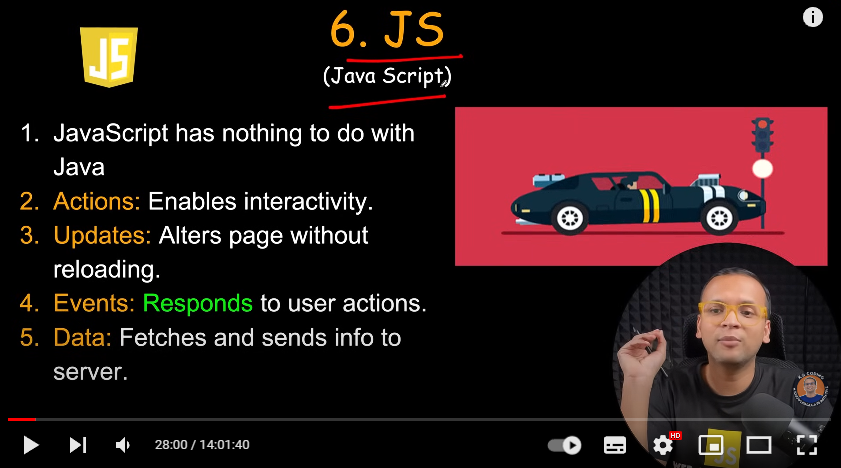 JS
6. JS
(Java Script)
1. JavaScript has nothing to do with
Java
2. Actions: Enables interactivity.
3. Updates: Alters page without
reloading.
4. Events: Responds to user actions.
5. Data: Fetches and sends info to
server.
28:00 / 14:01:40
HD
JS